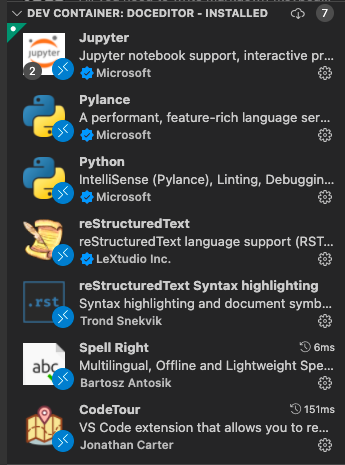 DEV CONTAINER: DOCEDITOR - INSTALLED 7
Jupyter
Jupyter notebook support, interactive pr...
jupyter
2
Microsoft
Pylance
A performant, feature-rich language ser...
Microsoft
Python
IntelliSense (Pylance), Linting, Debuggin...
Microsoft
reStructuredText
reStructuredText language support (RST...
LeXtudio Inc.
reStructuredText Syntax highlighting
.rst
Syntax highlighting and document symb...
Trond Snekvik
Spell Right 6ms
abc
Multilingual, Offline and Lightweight Spe...
Bartosz Antosik
CodeTour 151ms
VS Code extension that allows you to re...
Jonathan Carter